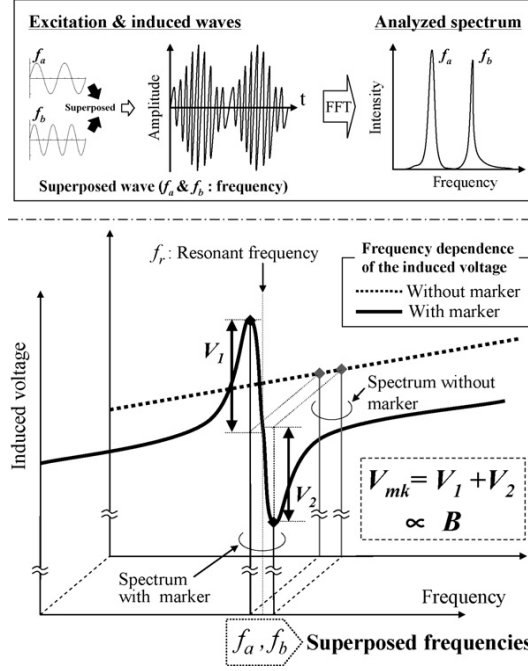 Excitation & induced waves
Analyzed spectrum
fa
Superposed
fb
Amplitude
t
FFT
Intensity
fa
fb
Frequency
Superposed wave (fa & fb : frequency)
fr : Resonant frequency
Frequency dependence
of the induced voltage
Without marker
With marker
Induced voltage
V1
V2
Spectrum without
marker
Vmk = V1 + V2
∝ B
Spectrum
with marker
Frequency
fa , fb
Superposed frequencies